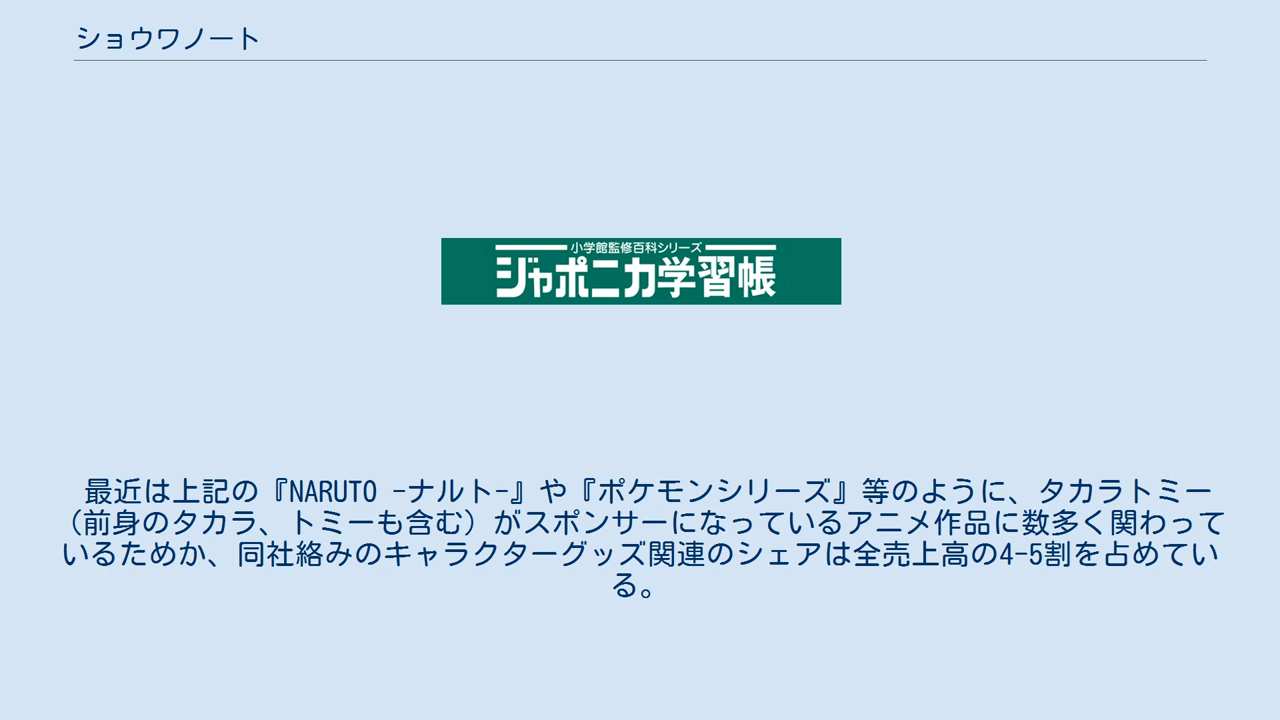 ショウワノート
小学館監修百科シリーズ
ジャポニカ学習帳
最近は上記の『NARUTO -ナルト-』や『ポケモンシリーズ』等のように、タカラトミー
（前身のタカラ、トミーも含む）がスポンサーになっているアニメ作品に数多く関わって
いるためか、同社絡みのキャラクターグッズ関連のシェアは全売上高の4-5割を占めてい
る。